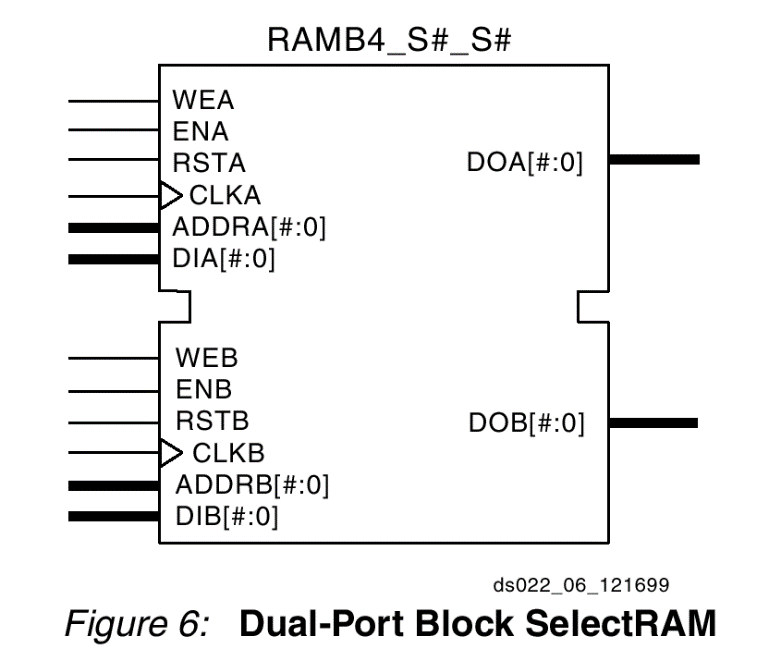 RAMB4_S#_S#
WEA
ENA
RSTA
CLKA
ADDRA[#:0]
DIA[#:0]
DOA[#:0]
WEB
ENB
RSTB
CLKB
ADDRB[#:0]
DIB[#:0]
DOB[#:0]
ds022_06_121699
Figure 6: Dual-Port Block SelectRAM